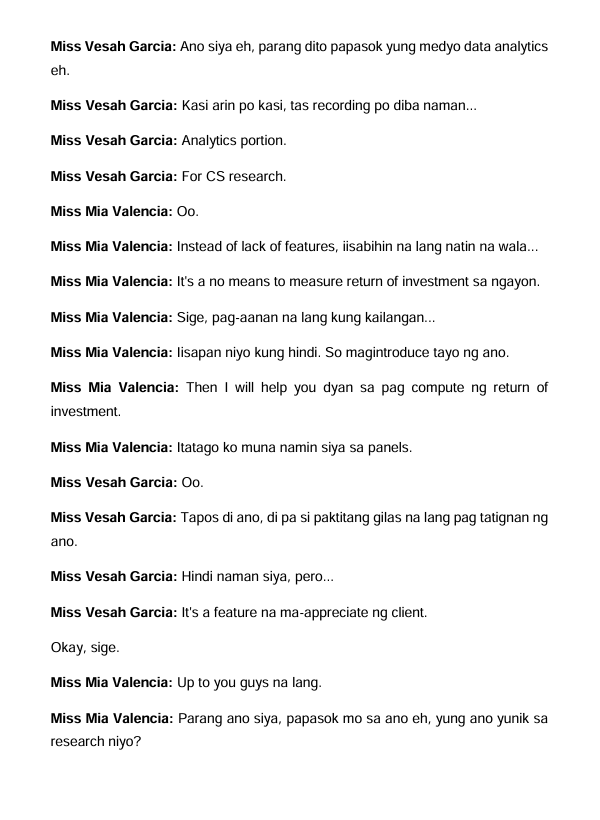 Miss Vesah Garcia: Ano siya eh, parang dito papasok yung medyo data analytics
eh.
Miss Vesah Garcia: Kasi arin po kasi, tas recording po diba naman...
Miss Vesah Garcia: Analytics portion.
Miss Vesah Garcia: For CS research.
Miss Mia Valencia: Oo.
Miss Mia Valencia: Instead of lack of features, iisabihin na lang natin na wala...
Miss Mia Valencia: It's a no means to measure return of investment sa ngayon.
Miss Mia Valencia: Sige, pag-aanan na lang kung kailangan...
Miss Mia Valencia: Iisapan niyo kung hindi. So magintroduce tayo ng ano.
Miss Mia Valencia: Then I will help you dyan sa pag compute ng return of
investment.
Miss Mia Valencia: Itatago ko muna namin siya sa panels.
Miss Vesah Garcia: Oo.
Miss Vesah Garcia: Tapos di ano, di pa si paktitang gilas na lang pag tatignan ng
ano.
Miss Vesah Garcia: Hindi naman siya, pero...
Miss Vesah Garcia: It's a feature na ma-appreciate ng client.
Okay, sige.
Miss Mia Valencia: Up to you guys na lang.
Miss Mia Valencia: Parang ano siya, papasok mo sa ano eh, yung ano yunik sa
research niyo?